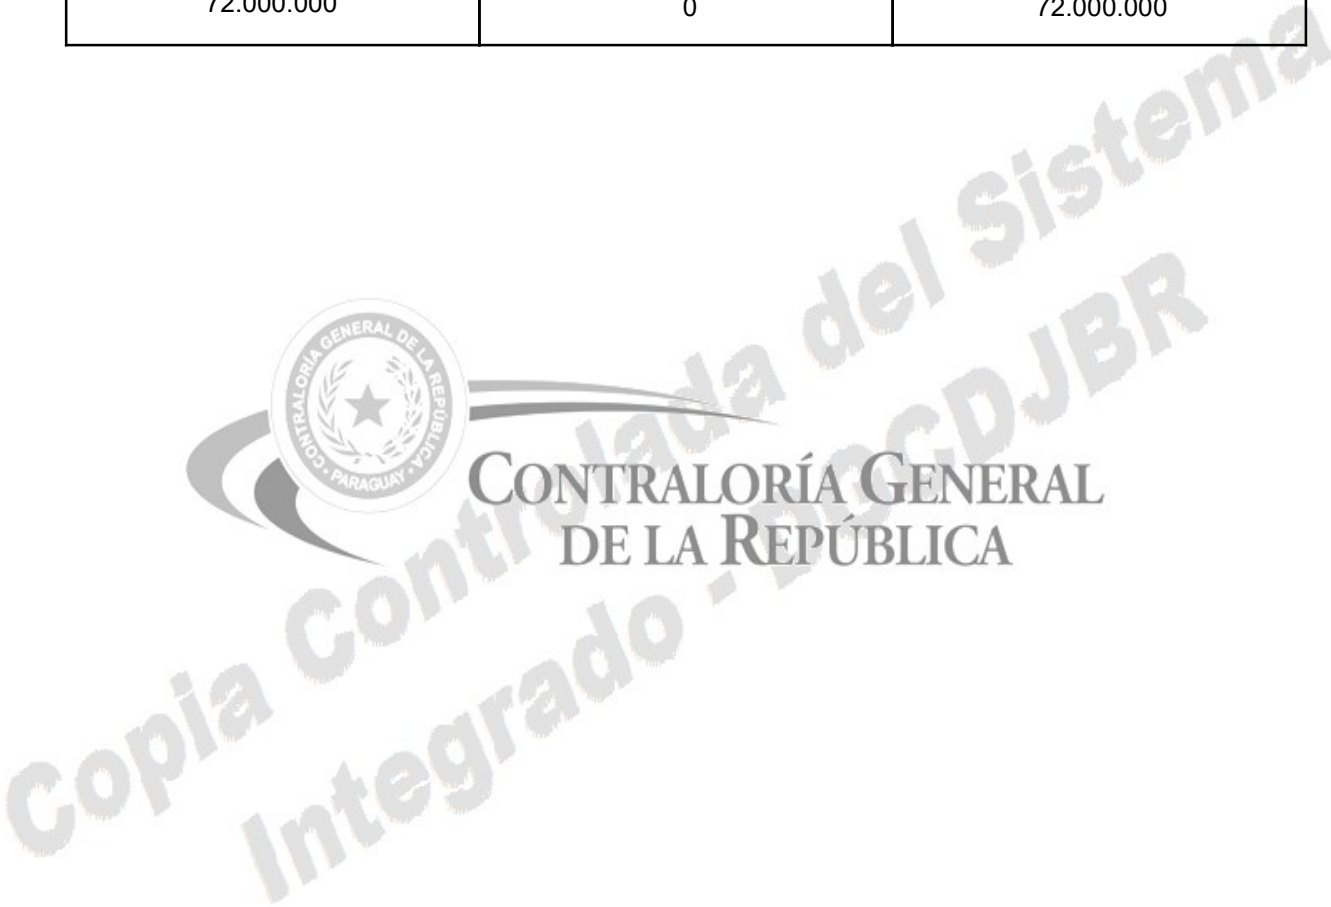 72.000.000 0 72.000.000
CONTRALORÍA GENERAL DE LA REPÚBLICA
PARAGUAY
CONTRALORÍA GENERAL
DE LA REPÚBLICA
Copia Controlada del Sistema
Integrado - DGCDJBR